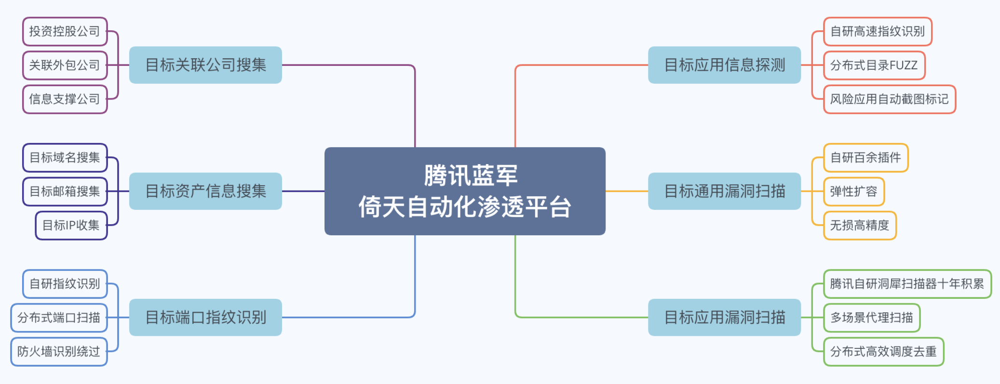 投资控股公司
关联外包公司
信息支撑公司
目标关联公司搜集
目标域名搜集
目标邮箱搜集
目标IP收集
目标资产信息搜集
自研指纹识别
分布式端口扫描
防火墙识别绕过
目标端口指纹识别
腾讯蓝军
倚天自动化渗透平台
目标应用信息探测
自研高速指纹识别
分布式目录FUZZ
风险应用自动截图标记
目标通用漏洞扫描
自研百余插件
弹性扩容
无损高精度
目标应用漏洞扫描
腾讯自研洞犀扫描器十年积累
多场景代理扫描
分布式高效调度去重